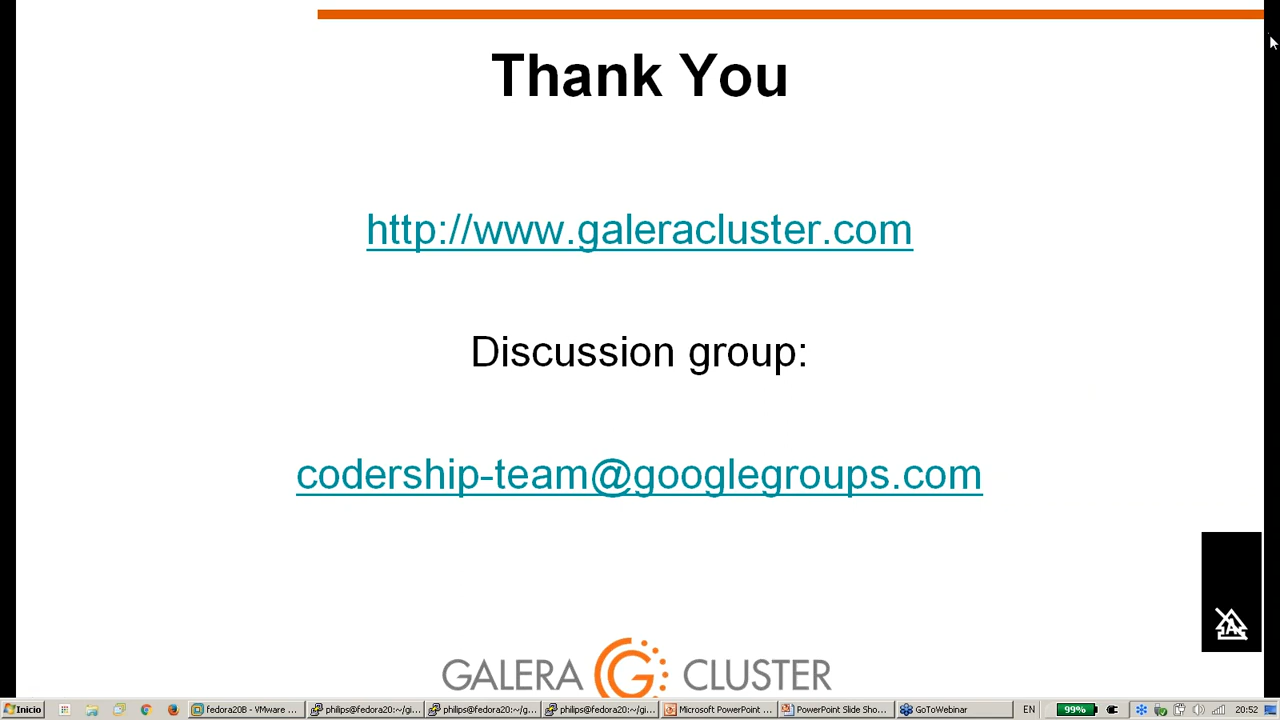 Thank You
http://www.galeracluster.com
Discussion group:
codership-team@googlegroups.com
GALERA CLUSTER
Inicio
fedora20B - VMware ...
philips@fedora20:~/gi...
philips@fedora20:~/g...
philips@fedora20:~/gi...
Microsoft PowerPoint ...
PowerPoint Slide Sho...
GoToWebinar
EN
99%
20:52